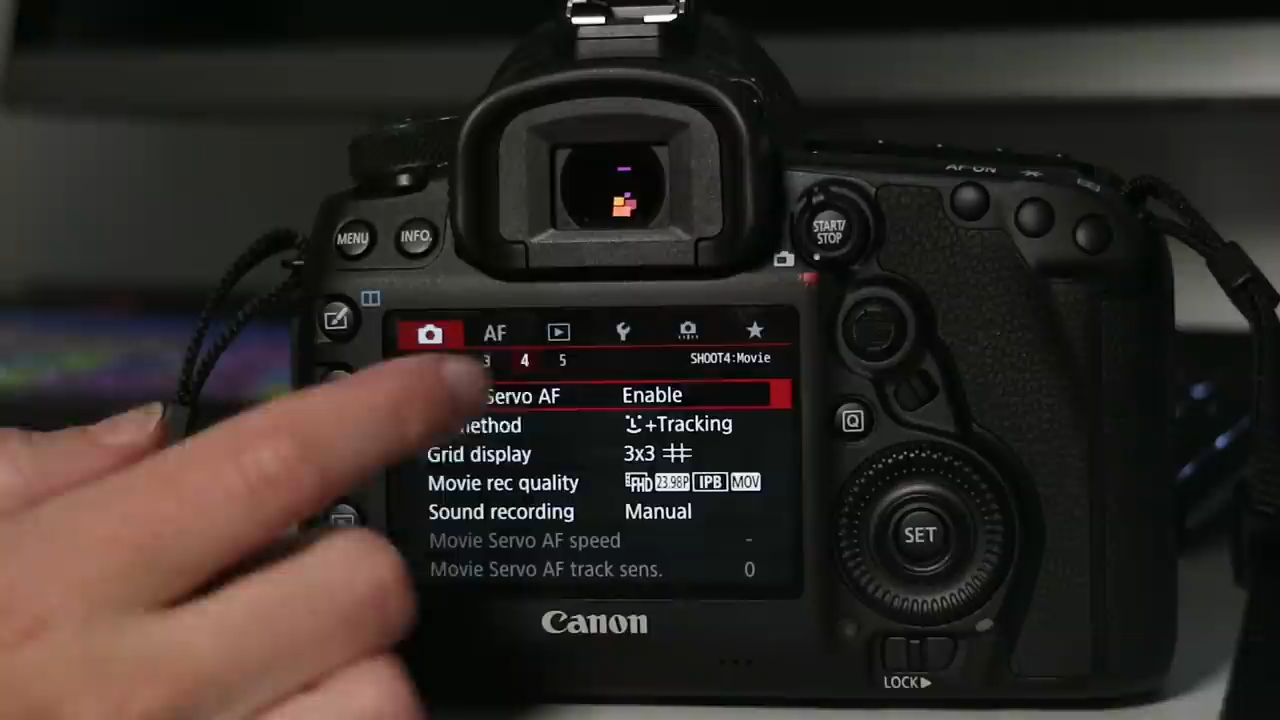 AF-ON
MENU
INFO.
START/
STOP
AF
3 4 5 SHOOT4:Movie
Servo AF Enable
+Tracking
Grid display 3x3
Movie rec quality FHD 23.98P IPB MOV
Sound recording Manual
Movie Servo AF speed -
Movie Servo AF track sens. 0
Q
SET
Canon
LOCK▶